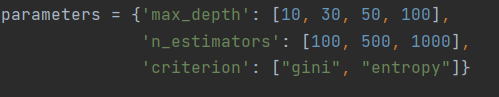 parameters = {'max_depth': [10, 30, 50, 100],
'n_estimators': [100, 500, 1000],
'criterion': ["gini", "entropy"]}